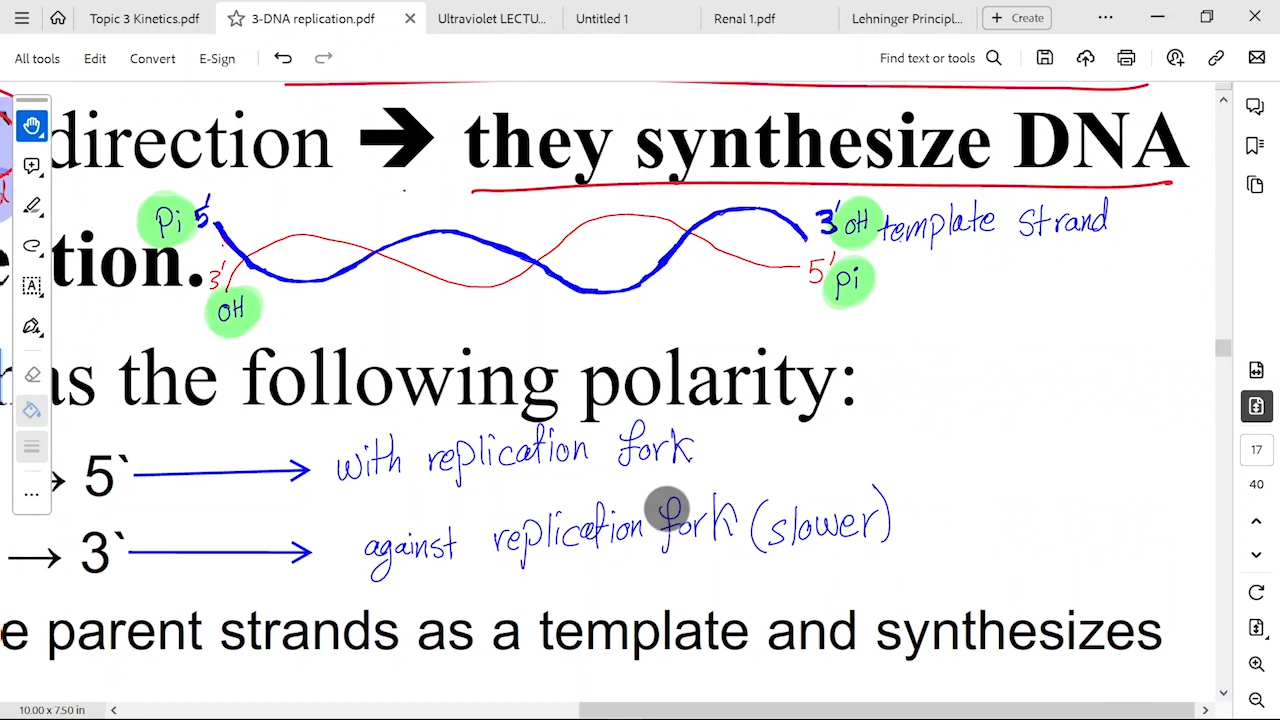 Topic 3 Kinetics.pdf 3-DNA replication.pdf Ultraviolet LECTU... Untitled 1 Renal 1.pdf Lehninger Principl... + Create
All tools Edit Convert E-Sign Find text or tools
direction → they synthesize DNA
Pi 5' 3' OH template strand
tion. 3' 5' Pi
OH
as the following polarity:
→ 5` → with replication fork
→ 3` → against replication fork (slower)
e parent strands as a template and synthesizes
17
40
10.00 x 7.50 in